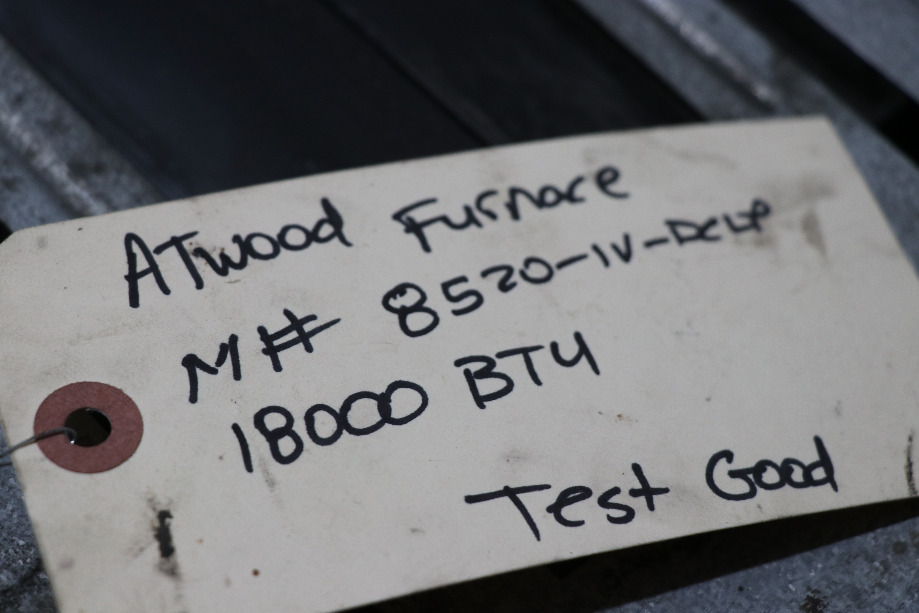 ATwood Furnace
M# 8520-IV-DCLP
18000 BTU
Test Good